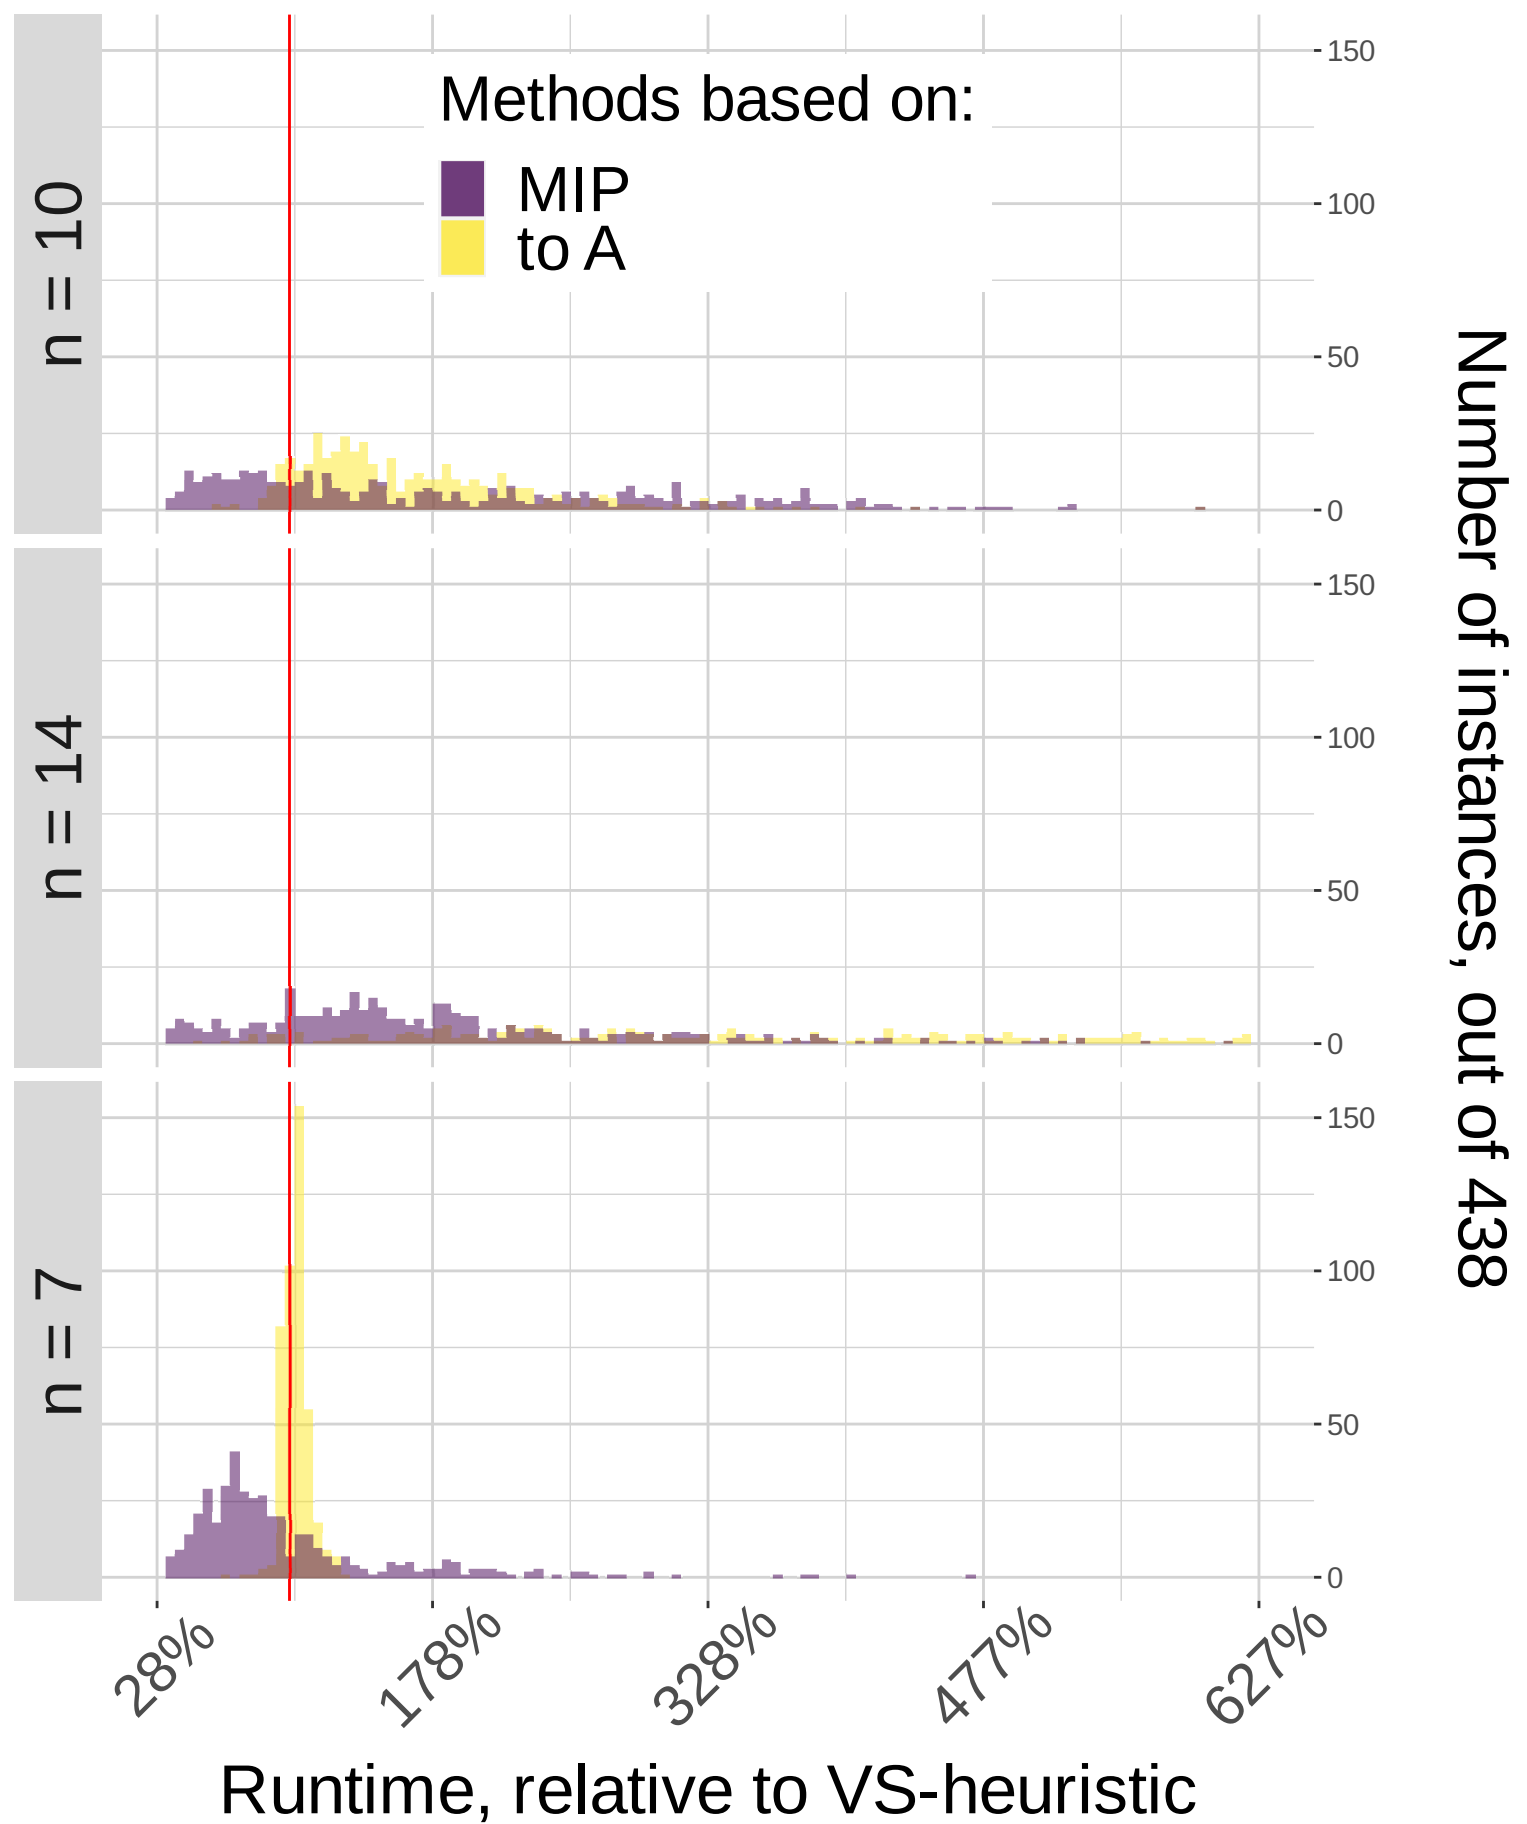 n = 10
Methods based on:
MIP
to A
150
100
50
0
n = 14
150
100
50
0
n = 7
150
100
50
0
Number of instances, out of 438
28%
178%
328%
477%
627%
Runtime, relative to VS-heuristic